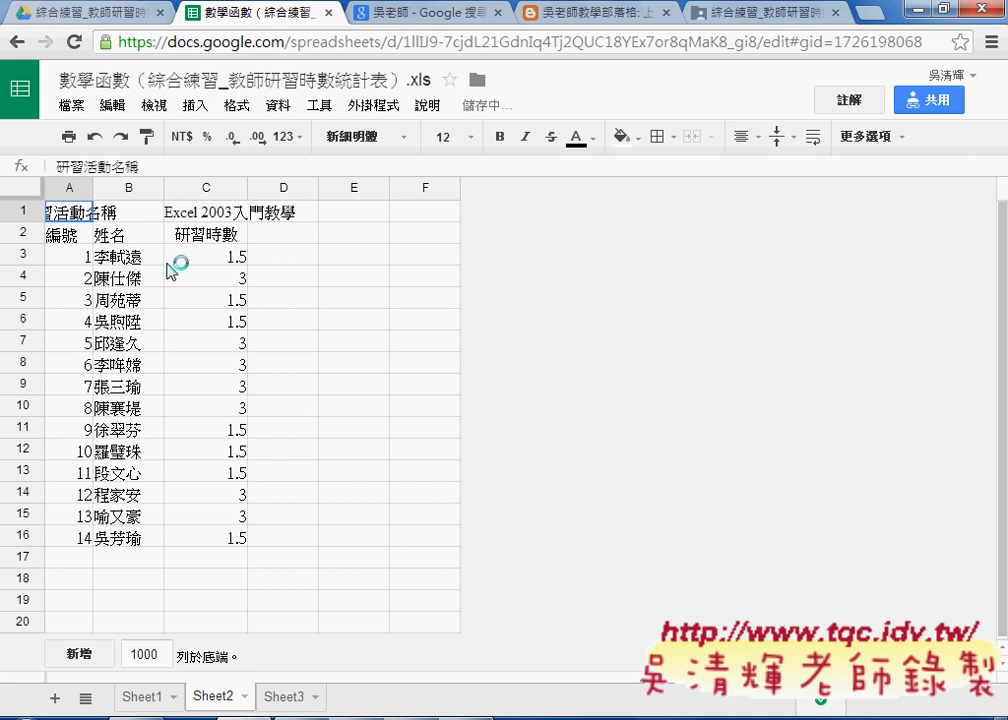 綜合練習_教師研習時
數學函數（綜合練習_
吳老師 - Google 搜尋
吳老師教學部落格: 上
綜合練習_教師研習時
https://docs.google.com/spreadsheets/d/1llIJ9-7cjdL21GdnIq4Tj2QUC18YEx7or8qMaK8_gi8/edit#gid=1726198068
數學函數（綜合練習_教師研習時數統計表）.xls
吳清輝
檔案 編輯 檢視 插入 格式 資料 工具 外掛程式 說明 儲存中...
註解 共用
NT$ % .0 .00 123 新細明體 12 B I S A 更多選項
fx 研習活動名稱
A B C D E F
1 習活動名稱 Excel 2003入門教學
2 編號 姓名 研習時數
3 1 李軾遠 1.5
4 2 陳仕傑 3
5 3 周苑蒂 1.5
6 4 吳煦陞 1.5
7 5 邱逢久 3
8 6 李哖嫦 3
9 7 張三瑜 3
10 8 陳襄堤 3
11 9 徐翠芬 1.5
12 10 羅璧珠 1.5
13 11 段文心 1.5
14 12 程家安 3
15 13 喻又豪 3
16 14 吳芳瑜 1.5
17
18
19
20
新增 1000 列於底端。
Sheet1 Sheet2 Sheet3
http://www.tqc.idv.tw/
吳清輝老師錄製